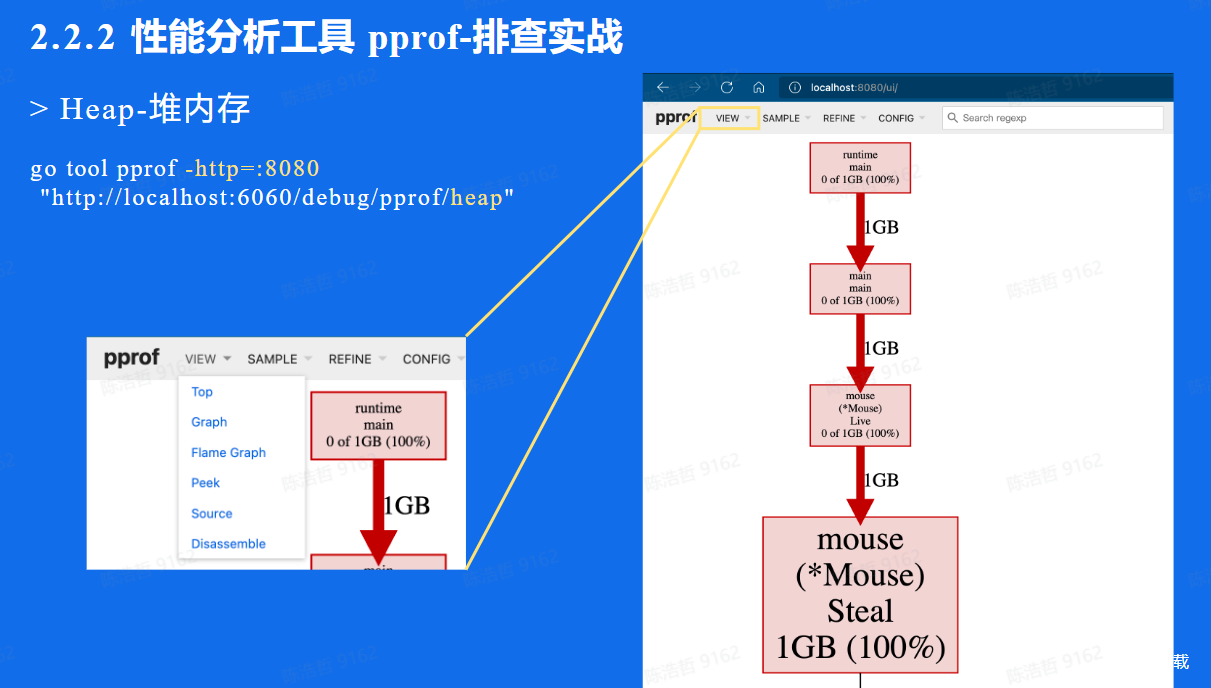 2.2.2 性能分析工具 pprof-排查实战
> Heap-堆内存
go tool pprof -http=:8080
"http://localhost:6060/debug/pprof/heap"
pprof VIEW SAMPLE REFINE CONFIG
Top
Graph
Flame Graph
Peek
Source
Disassemble
runtime
main
0 of 1GB (100%)
1GB
main
localhost:8080/ui/
pprof VIEW SAMPLE REFINE CONFIG Search regexp
runtime
main
0 of 1GB (100%)
1GB
main
main
0 of 1GB (100%)
1GB
mouse
(*Mouse)
Live
0 of 1GB (100%)
1GB
mouse
(*Mouse)
Steal
1GB (100%)
载
陈浩哲 9162